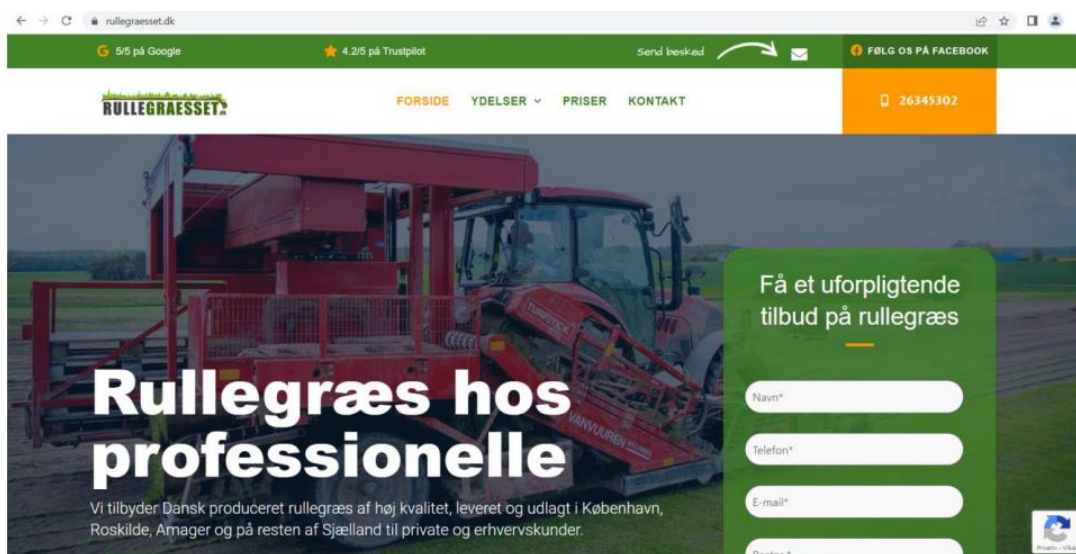 rullegraesset.dk
5/5 på Google
4.2/5 på Trustpilot
Send besked
FØLG OS PÅ FACEBOOK
RULLEGRAESSET
FORSIDE YDELSER PRISER KONTAKT
26345302
Få et uforpligtende
tilbud på rullegræs
TURFTICK
VANVUUREN
Rullegræs hos
professionelle
Vi tilbyder Dansk produceret rullegræs af høj kvalitet, leveret og udlagt i København,
Roskilde, Amager og på resten af Sjælland til private og erhvervskunder.
Navn*
Telefon*
E-mail*